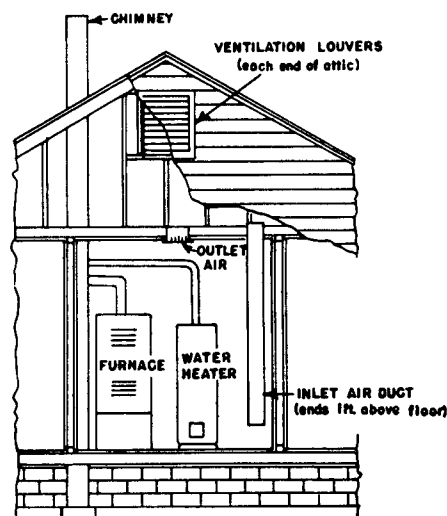 CHIMNEY
VENTILATION LOUVERS
(each end of attic)
OUTLET
AIR
FURNACE
WATER
HEATER
INLET AIR DUCT
(ends 1ft. above floor)